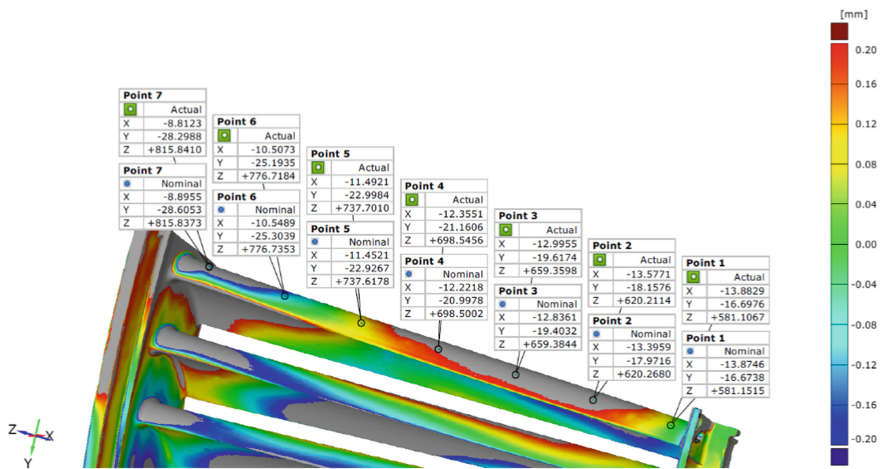 [mm]
0.20
0.16
0.12
0.08
0.04
0.00
-0.04
-0.08
-0.12
-0.16
-0.20
Point 7
Actual
X -8.8123
Y -28.2988
Z +815.8410
Point 7
Nominal
X -8.8955
Y -28.6053
Z +815.8373
Point 6
Actual
X -10.5073
Y -25.1935
Z +776.7184
Point 6
Nominal
X -10.5489
Y -25.3039
Z +776.7353
Point 5
Actual
X -11.4921
Y -22.9984
Z +737.7010
Point 5
Nominal
X -11.4521
Y -22.9267
Z +737.6178
Point 4
Actual
X -12.3551
Y -21.1606
Z +698.5456
Point 4
Nominal
X -12.2218
Y -20.9978
Z +698.5002
Point 3
Actual
X -12.9955
Y -19.6174
Z +659.3598
Point 3
Nominal
X -12.8361
Y -19.4032
Z +659.3844
Point 2
Actual
X -13.5771
Y -18.1576
Z +620.2114
Point 2
Nominal
X -13.3959
Y -17.9716
Z +620.2680
Point 1
Actual
X -13.8829
Y -16.6976
Z +581.1067
Point 1
Nominal
X -13.8746
Y -16.6738
Z +581.1515
Z X
Y